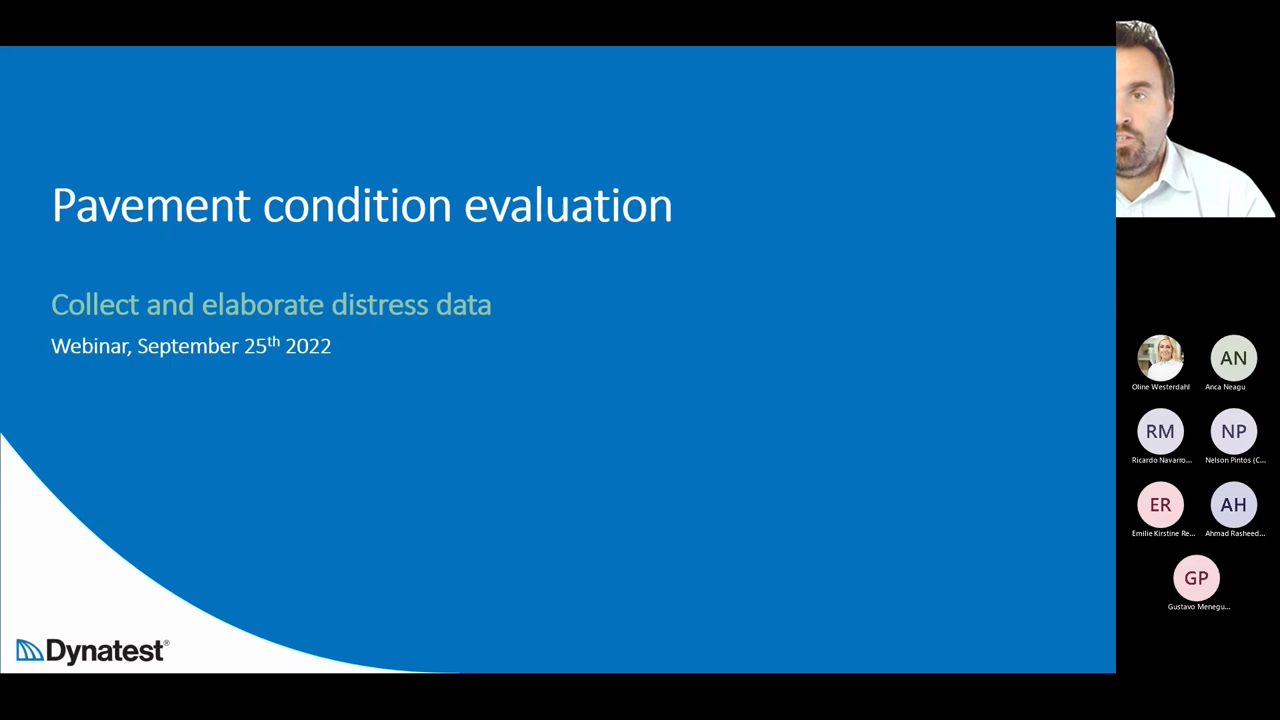 Pavement condition evaluation
Collect and elaborate distress data
Webinar, September 25th 2022
Dynatest®
Oline Westerdahl
AN
Anca Neagu
RM
Ricardo Navarro...
NP
Nelson Pintos (C...
ER
Emilie Kirstine Re...
AH
Ahmad Rasheed...
GP
Gustavo Menegu...